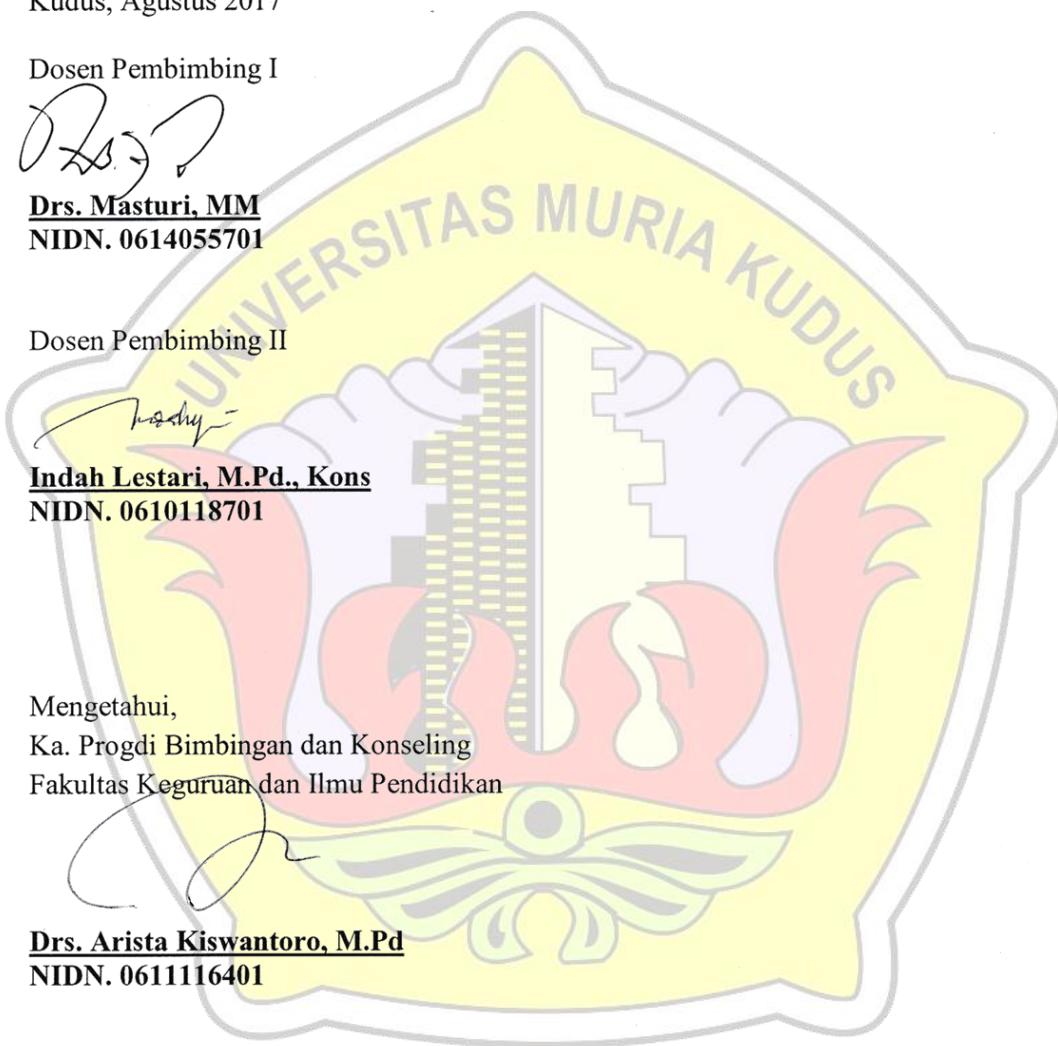 Kudus, Agustus 2017
Dosen Pembimbing I
Drs. Masturi, MM
NIDN. 0614055701
UNIVERSITAS MURIA KUDUS
Dosen Pembimbing II
Indah Lestari, M.Pd., Kons
NIDN. 0610118701
Mengetahui,
Ka. Progdi Bimbingan dan Konseling
Fakultas Keguruan dan Ilmu Pendidikan
Drs. Arista Kiswantoro, M.Pd
NIDN. 0611116401